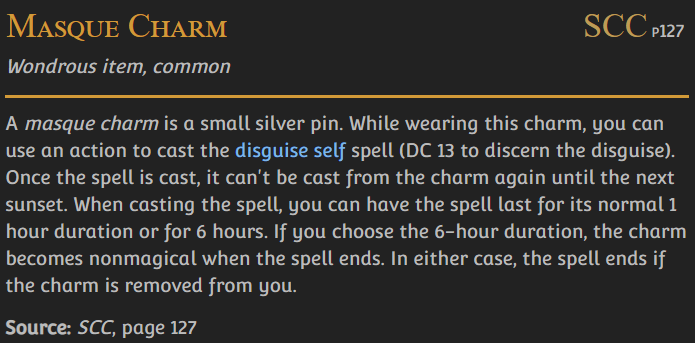 Masque Charm SCC P127
Wondrous item, common
A masque charm is a small silver pin. While wearing this charm, you can
use an action to cast the disguise self spell (DC 13 to discern the disguise).
Once the spell is cast, it can't be cast from the charm again until the next
sunset. When casting the spell, you can have the spell last for its normal 1
hour duration or for 6 hours. If you choose the 6-hour duration, the charm
becomes nonmagical when the spell ends. In either case, the spell ends if
the charm is removed from you.
Source: SCC, page 127